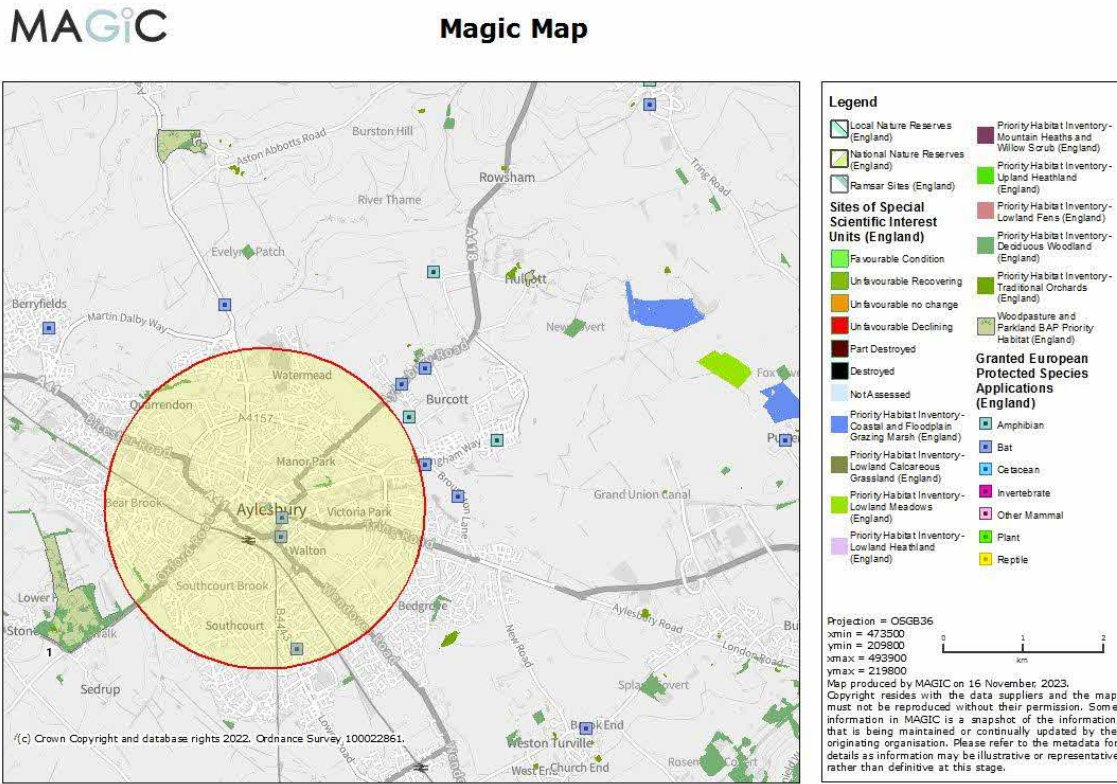 MAGiC
Magic Map
Burston Hill
Aston Abbotts Road
Rowsham
Tring Road
River Thame
A418
Evelyn Patch
Berryfields
Martin Dalby Way
A41
Watermead
Burcott
Quarrendon
A4157
Manor Park
Bear Brook
Aylesbury
Victoria Park
Grand Union Canal
Walton
Southcourt Brook
Southcourt
B4443
Bedgrove
Aylesbury Road
New Road
London Road
Sedrup
1
Brook End
Weston Turville
West End
Church End
(c) Crown Copyright and database rights 2022. Ordnance Survey 100022861.
Legend
Local Nature Reserves
(England)
National Nature Reserves
(England)
Ramsar Sites (England)
Sites of Special
Scientific Interest
Units (England)
Favourable Condition
Unfavourable Recovering
Unfavourable no change
Unfavourable Declining
Part Destroyed
Destroyed
Not Assessed
Priority Habitat Inventory -
Coastal and Floodplain
Grazing Marsh (England)
Priority Habitat Inventory -
Lowland Calcareous
Grassland (England)
Priority Habitat Inventory -
Lowland Meadows
(England)
Priority Habitat Inventory -
Lowland Heathland
(England)
Priority Habitat Inventory -
Mountain Heaths and
Willow Scrub (England)
Priority Habitat Inventory -
Upland Heathland
(England)
Priority Habitat Inventory -
Lowland Fens (England)
Priority Habitat Inventory -
Deciduous Woodland
(England)
Priority Habitat Inventory -
Traditional Orchards
(England)
Woodpasture and
Parkland BAP Priority
Habitat (England)
Granted European
Protected Species
Applications
(England)
Amphibian
Bat
Cetacean
Invertebrate
Other Mammal
Plant
Reptile
Projection = OSGB36
xmin = 473500
ymin = 209800
xmax = 493900
ymax = 219800
0 1 2
km
Map produced by MAGIC on 16 November, 2023.
Copyright resides with the data suppliers and the map
must not be reproduced without their permission. Some
information in MAGIC is a snapshot of the information
that is being maintained or continually updated by the
originating organisation. Please refer to the metadata for
details as information may be illustrative or representative
rather than definitive at this stage.